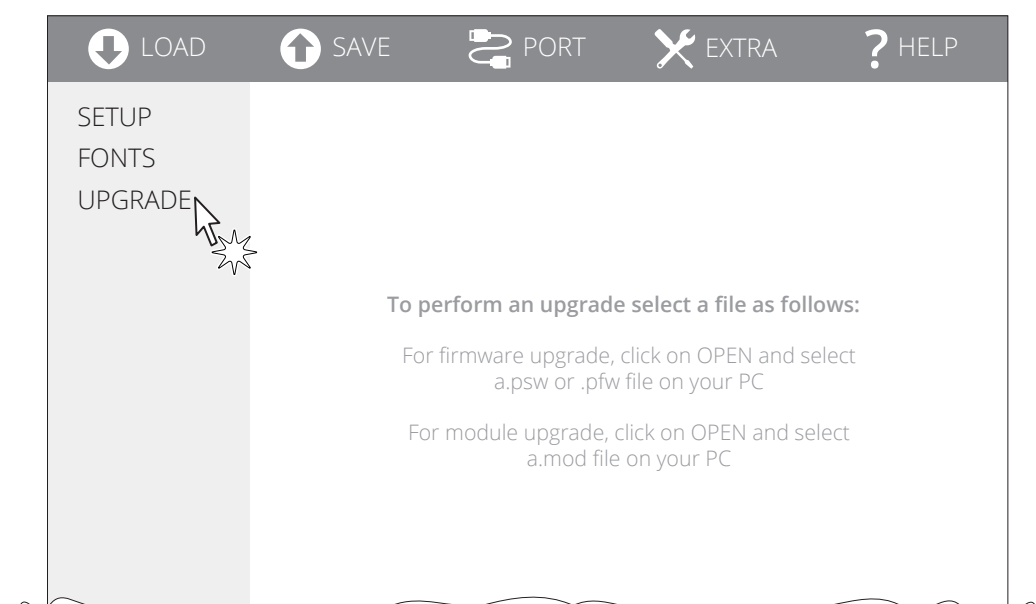 LOAD SAVE PORT EXTRA ? HELP
SETUP
FONTS
UPGRADE
To perform an upgrade select a file as follows:
For firmware upgrade, click on OPEN and select
a.psw or .pfw file on your PC
For module upgrade, click on OPEN and select
a.mod file on your PC